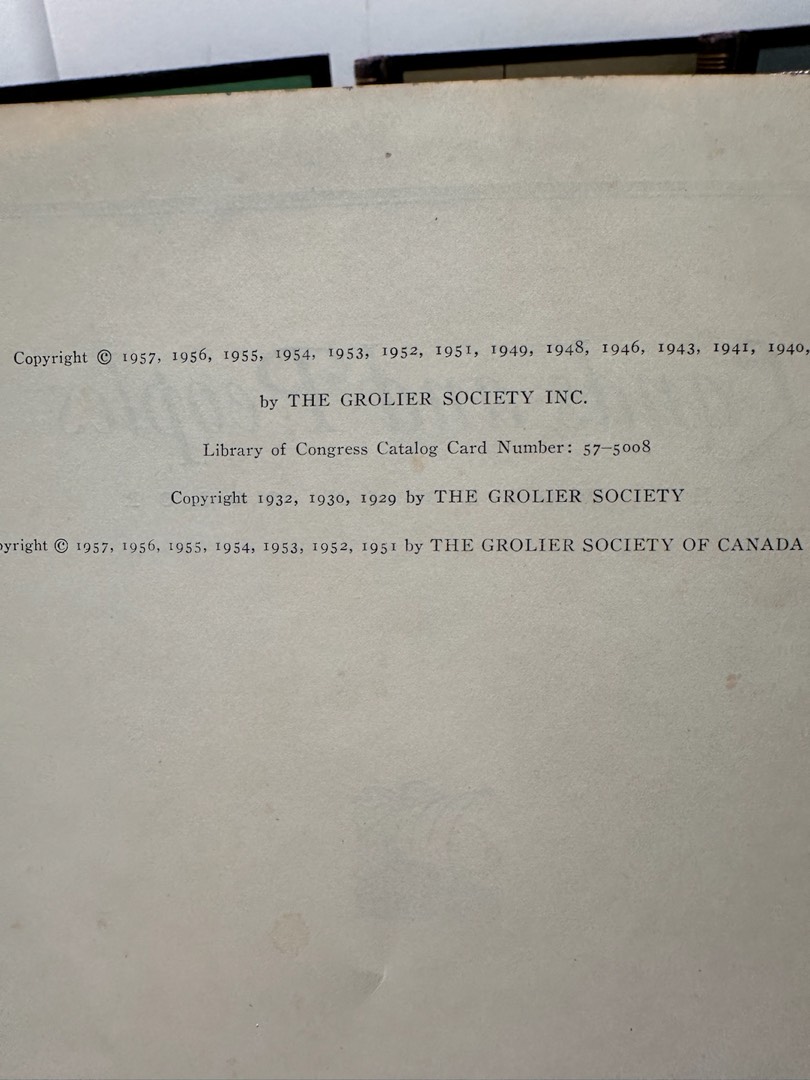 Copyright © 1957, 1956, 1955, 1954, 1953, 1952, 1951, 1949, 1948, 1946, 1943, 1941, 1940,
by THE GROLIER SOCIETY INC.
Library of Congress Catalog Card Number: 57–5008
Copyright 1932, 1930, 1929 by THE GROLIER SOCIETY
pyright © 1957, 1956, 1955, 1954, 1953, 1952, 1951 by THE GROLIER SOCIETY OF CANADA